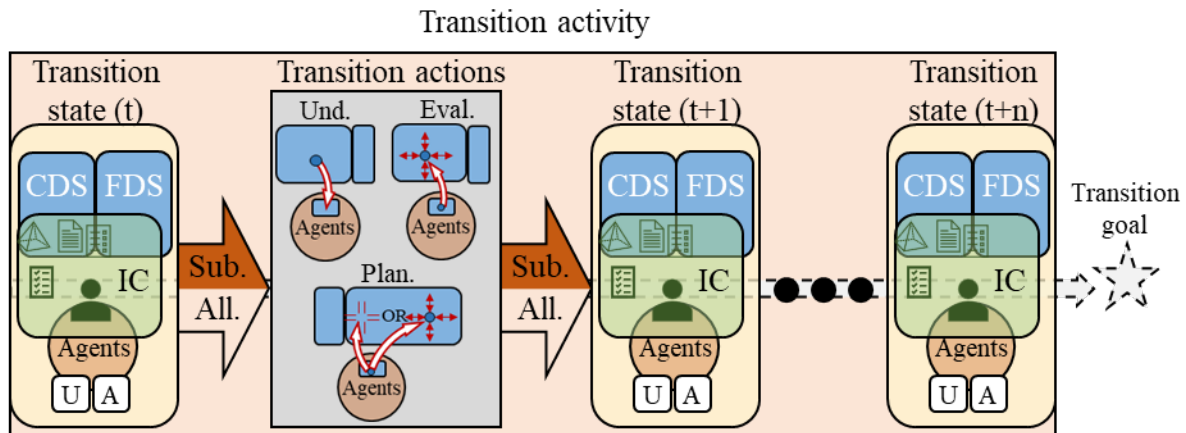 Transition activity
Transition
state (t)
CDS
FDS
IC
Agents
U
A
Sub.
All.
Transition actions
Und.
Eval.
Agents
Agents
Plan.
OR
Agents
Sub.
All.
Transition
state (t+1)
CDS
FDS
IC
Agents
U
A
Transition
state (t+n)
CDS
FDS
IC
Agents
U
A
Transition
goal